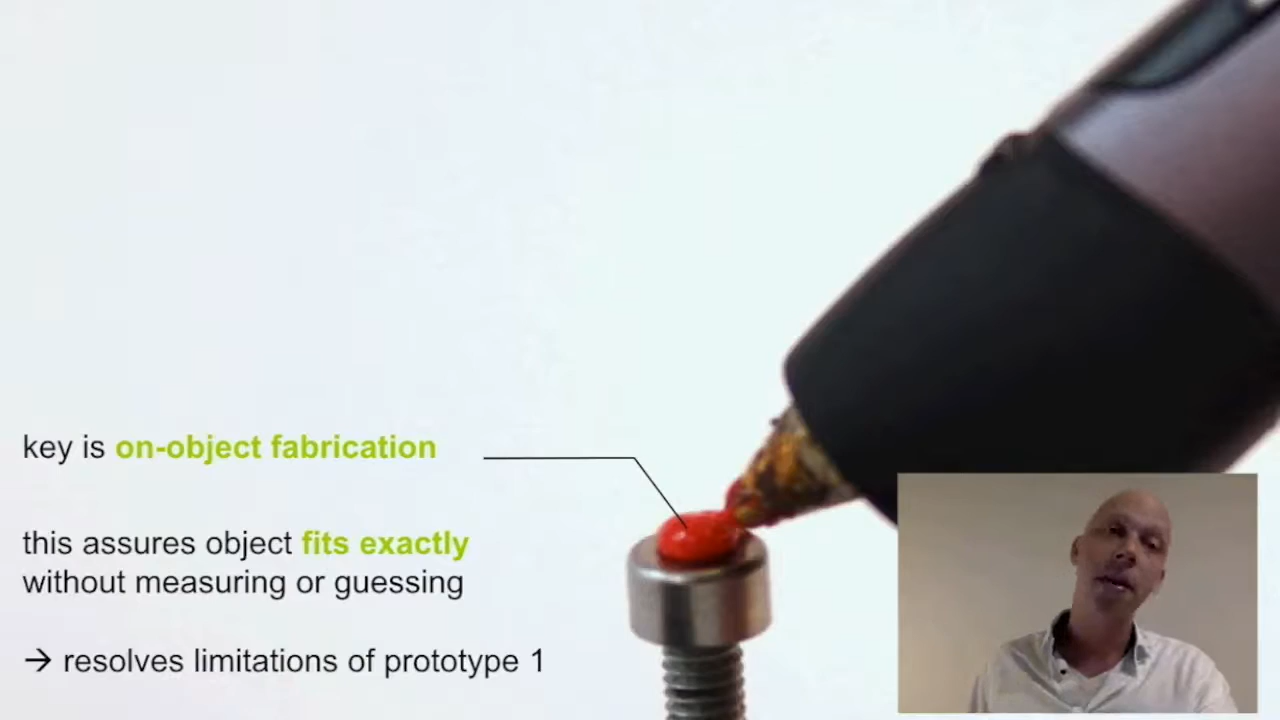 key is on-object fabrication
this assures object fits exactly
without measuring or guessing
→ resolves limitations of prototype 1